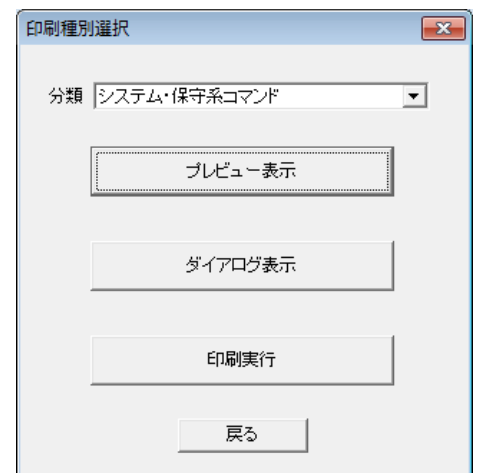 印刷種別選択
分類 システム・保守系コマンド
プレビュー表示
ダイアログ表示
印刷実行
戻る